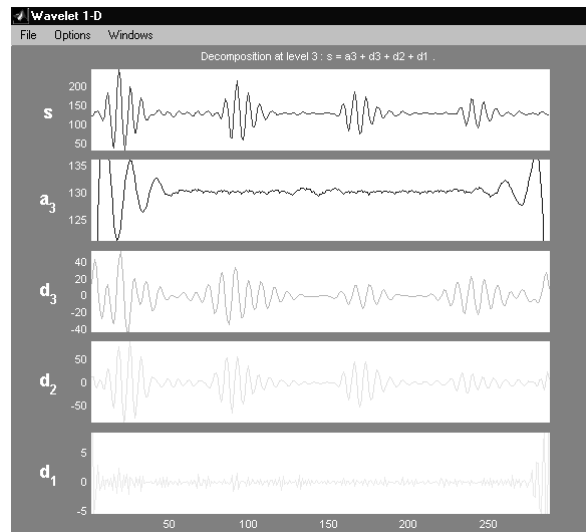 Wavelet 1-D
File Options Windows
Decomposition at level 3 : s = a3 + d3 + d2 + d1 .
s
200
150
100
50
a3
135
130
125
d3
40
20
0
-20
-40
d2
50
0
-50
d1
5
0
-5
50 100 150 200 250